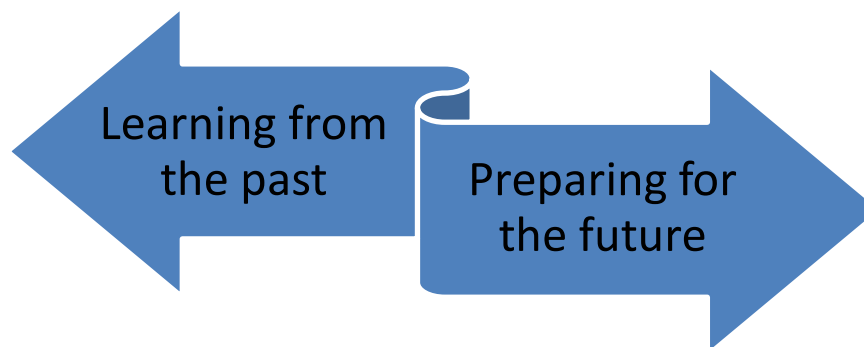 Learning from
the past
Preparing for
the future